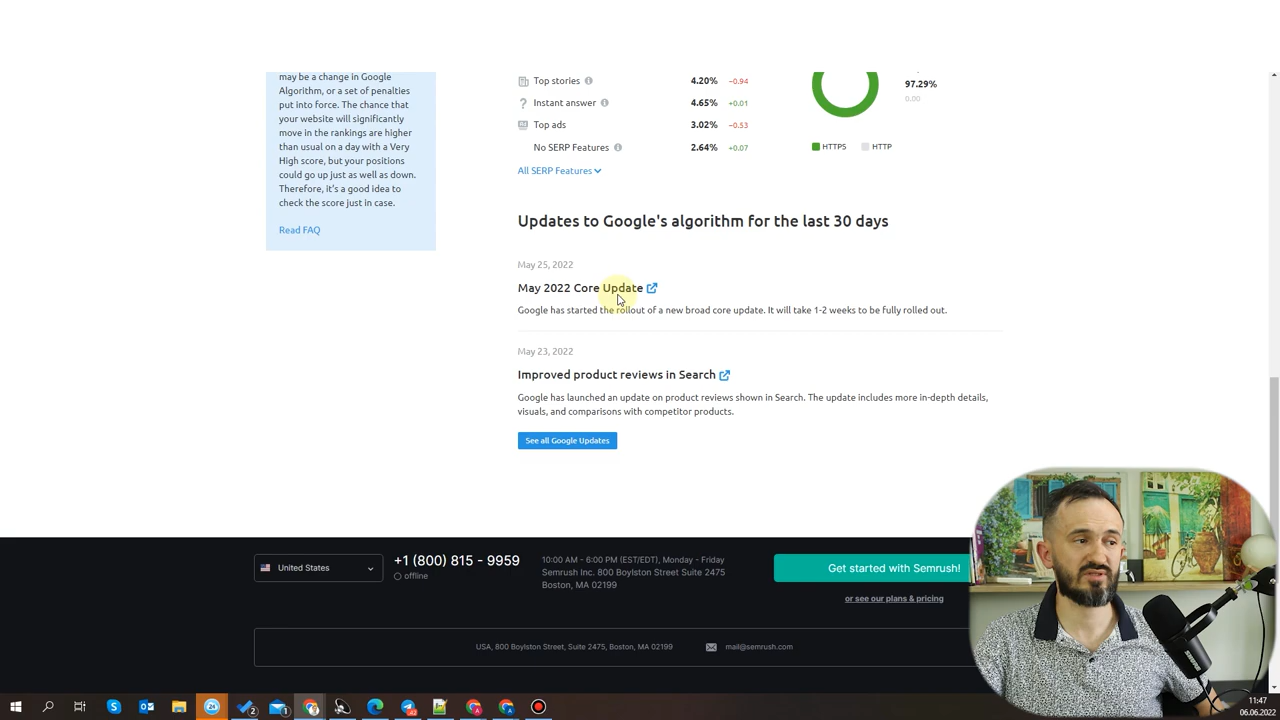 may be a change in Google
Algorithm, or a set of penalties
put into force. The chance that
your website will significantly
move in the rankings are higher
than usual on a day with a Very
High score, but your positions
could go up just as well as down.
Therefore, it's a good idea to
check the score just in case.
Read FAQ
Top stories 4.20% −0.94
Instant answer 4.65% +0.01
Top ads 3.02% −0.53
No SERP Features 2.64% +0.07
All SERP Features
97.29%
0.00
HTTPS HTTP
Updates to Google's algorithm for the last 30 days
May 25, 2022
May 2022 Core Update
Google has started the rollout of a new broad core update. It will take 1-2 weeks to be fully rolled out.
May 23, 2022
Improved product reviews in Search
Google has launched an update on product reviews shown in Search. The update includes more in-depth details,
visuals, and comparisons with competitor products.
See all Google Updates
United States
+1 (800) 815 - 9959
offline
10:00 AM - 6:00 PM (EST/EDT), Monday - Friday
Semrush Inc. 800 Boylston Street Suite 2475
Boston, MA 02199
Get started with Semrush!
or see our plans & pricing
USA, 800 Boylston Street, Suite 2475, Boston, MA 02199
mail@semrush.com
24
2
1
11:47
06.06.2022